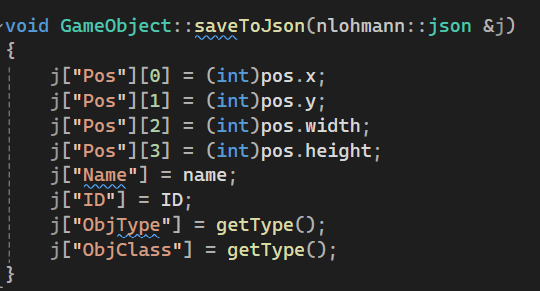 void GameObject::saveToJson(nlohmann::json &j)
{
    j["Pos"][0] = (int)pos.x;
    j["Pos"][1] = (int)pos.y;
    j["Pos"][2] = (int)pos.width;
    j["Pos"][3] = (int)pos.height;
    j["Name"] = name;
    j["ID"] = ID;
    j["ObjType"] = getType();
    j["ObjClass"] = getType();
}